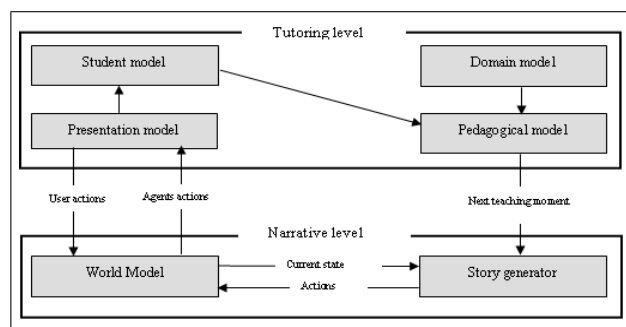 Tutoring level
Student model
Domain model
Presentation model
Pedagogical model
User actions
Agents actions
Next teaching moment
Narrative level
World Model
Current state
Story generator
Actions